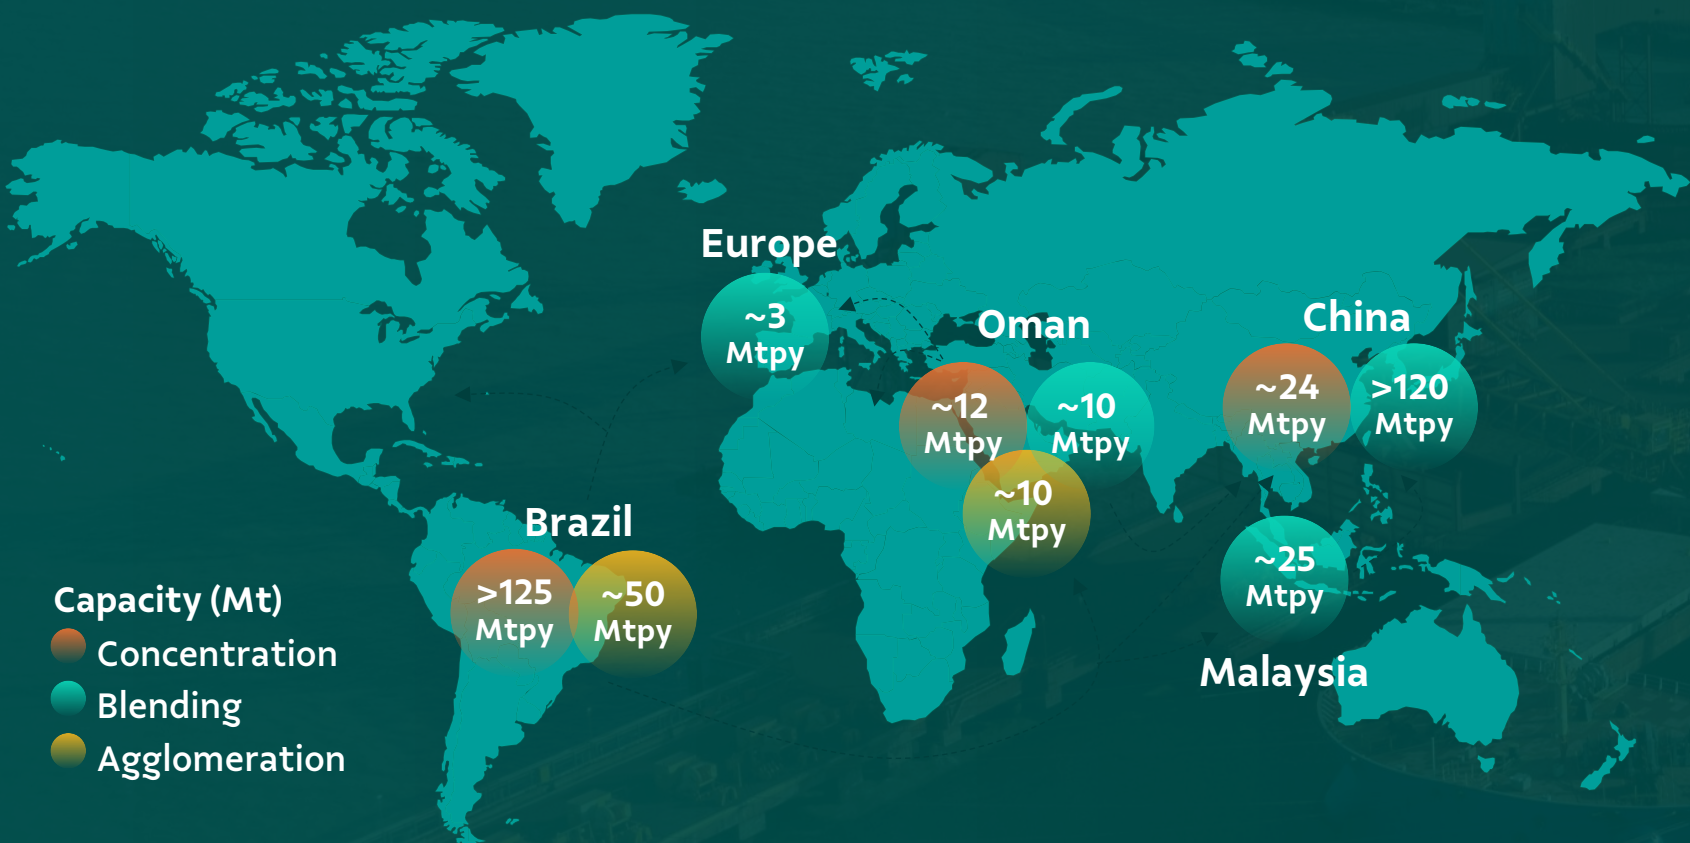 Europe
~3
Mtpy
Oman
~12
Mtpy
~10
Mtpy
~10
Mtpy
China
~24
Mtpy
>120
Mtpy
Brazil
>125
Mtpy
~50
Mtpy
~25
Mtpy
Malaysia
Capacity (Mt)
Concentration
Blending
Agglomeration